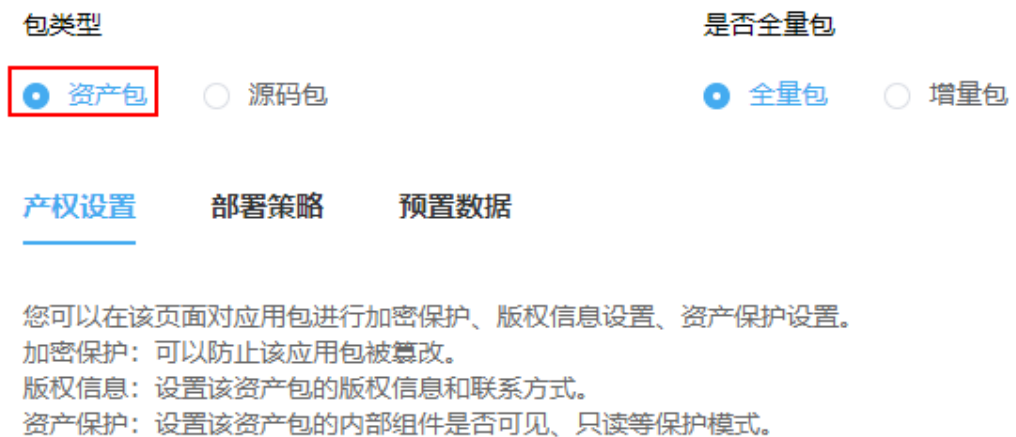 包类型 是否全量包
资产包 源码包 全量包 增量包
产权设置 部署策略 预置数据
您可以在该页面对应用包进行加密保护、版权信息设置、资产保护设置。
加密保护：可以防止该应用包被篡改。
版权信息：设置该资产包的版权信息和联系方式。
资产保护：设置该资产包的内部组件是否可见、只读等保护模式。